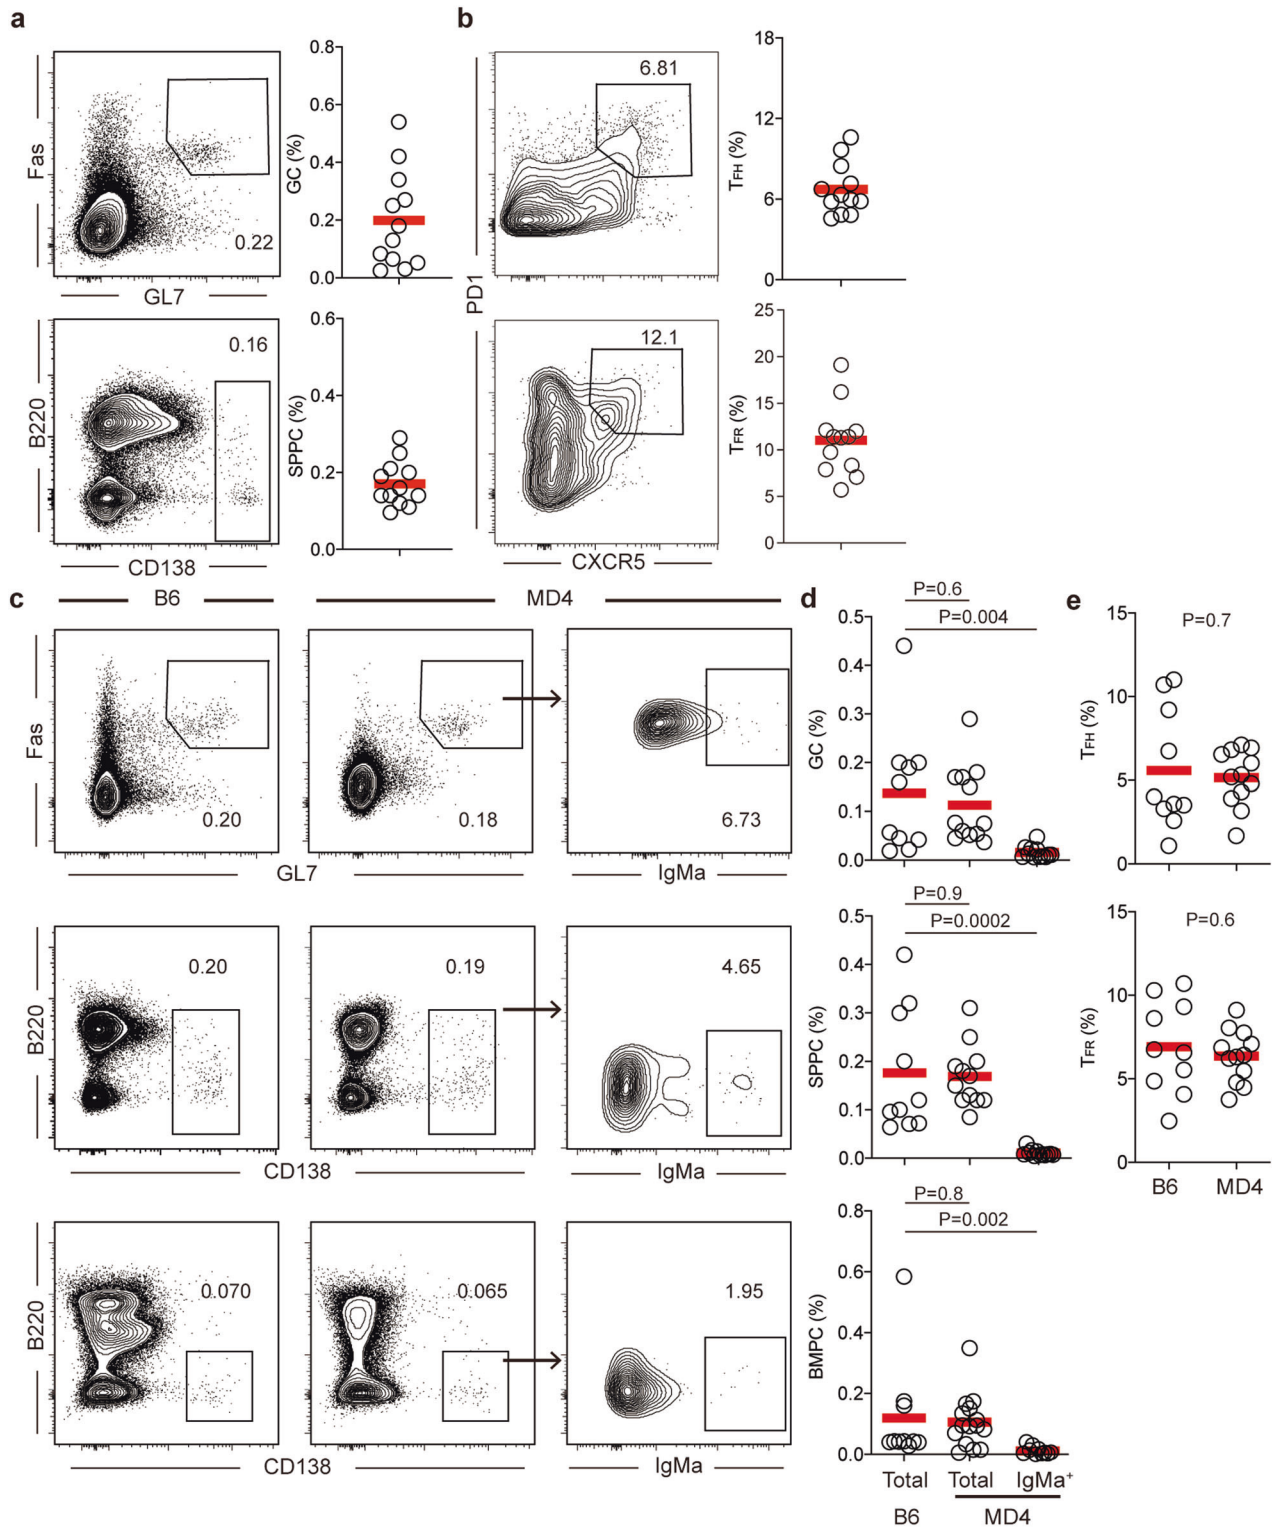 a
b
Fas
0.22
GL7
GC (%)
0.8
0.6
0.4
0.2
0.0
6.81
PD1
TFH (%)
18
12
6
0
B220
0.16
CD138
SPPC (%)
0.6
0.4
0.2
0.0
12.1
CXCR5
TFR (%)
25
20
15
10
5
0
c
B6
MD4
Fas
0.20
0.18
6.73
GL7
IgMa
B220
0.20
0.19
4.65
CD138
IgMa
B220
0.070
0.065
1.95
CD138
IgMa
d
P=0.6
P=0.004
GC (%)
0.5
0.4
0.3
0.2
0.1
0.0
P=0.9
P=0.0002
SPPC (%)
0.5
0.4
0.3
0.2
0.1
0.0
P=0.8
P=0.002
BMPC (%)
0.8
0.6
0.4
0.2
0.0
Total Total IgMa+
B6 MD4
e
P=0.7
TFH (%)
15
10
5
0
P=0.6
TFR (%)
15
10
5
0
B6 MD4